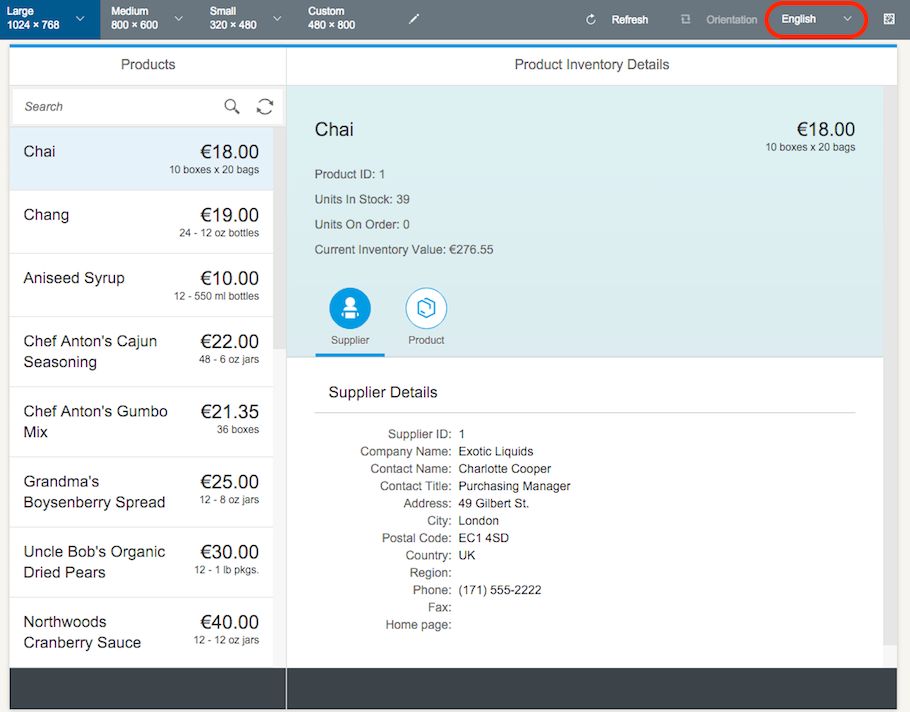 Large
1024 × 768
Medium
800 × 600
Small
320 × 480
Custom
480 × 800
Refresh
Orientation
English
Products
Product Inventory Details
Search
Chai
€18.00
10 boxes x 20 bags
Chang
€19.00
24 - 12 oz bottles
Aniseed Syrup
€10.00
12 - 550 ml bottles
Chef Anton's Cajun
Seasoning
€22.00
48 - 6 oz jars
Chef Anton's Gumbo
Mix
€21.35
36 boxes
Grandma's
Boysenberry Spread
€25.00
12 - 8 oz jars
Uncle Bob's Organic
Dried Pears
€30.00
12 - 1 lb pkgs.
Northwoods
Cranberry Sauce
€40.00
12 - 12 oz jars
Chai
€18.00
10 boxes x 20 bags
Product ID: 1
Units In Stock: 39
Units On Order: 0
Current Inventory Value: €276.55
Supplier
Product
Supplier Details
Supplier ID: 1
Company Name: Exotic Liquids
Contact Name: Charlotte Cooper
Contact Title: Purchasing Manager
Address: 49 Gilbert St.
City: London
Postal Code: EC1 4SD
Country: UK
Region:
Phone: (171) 555-2222
Fax:
Home page: